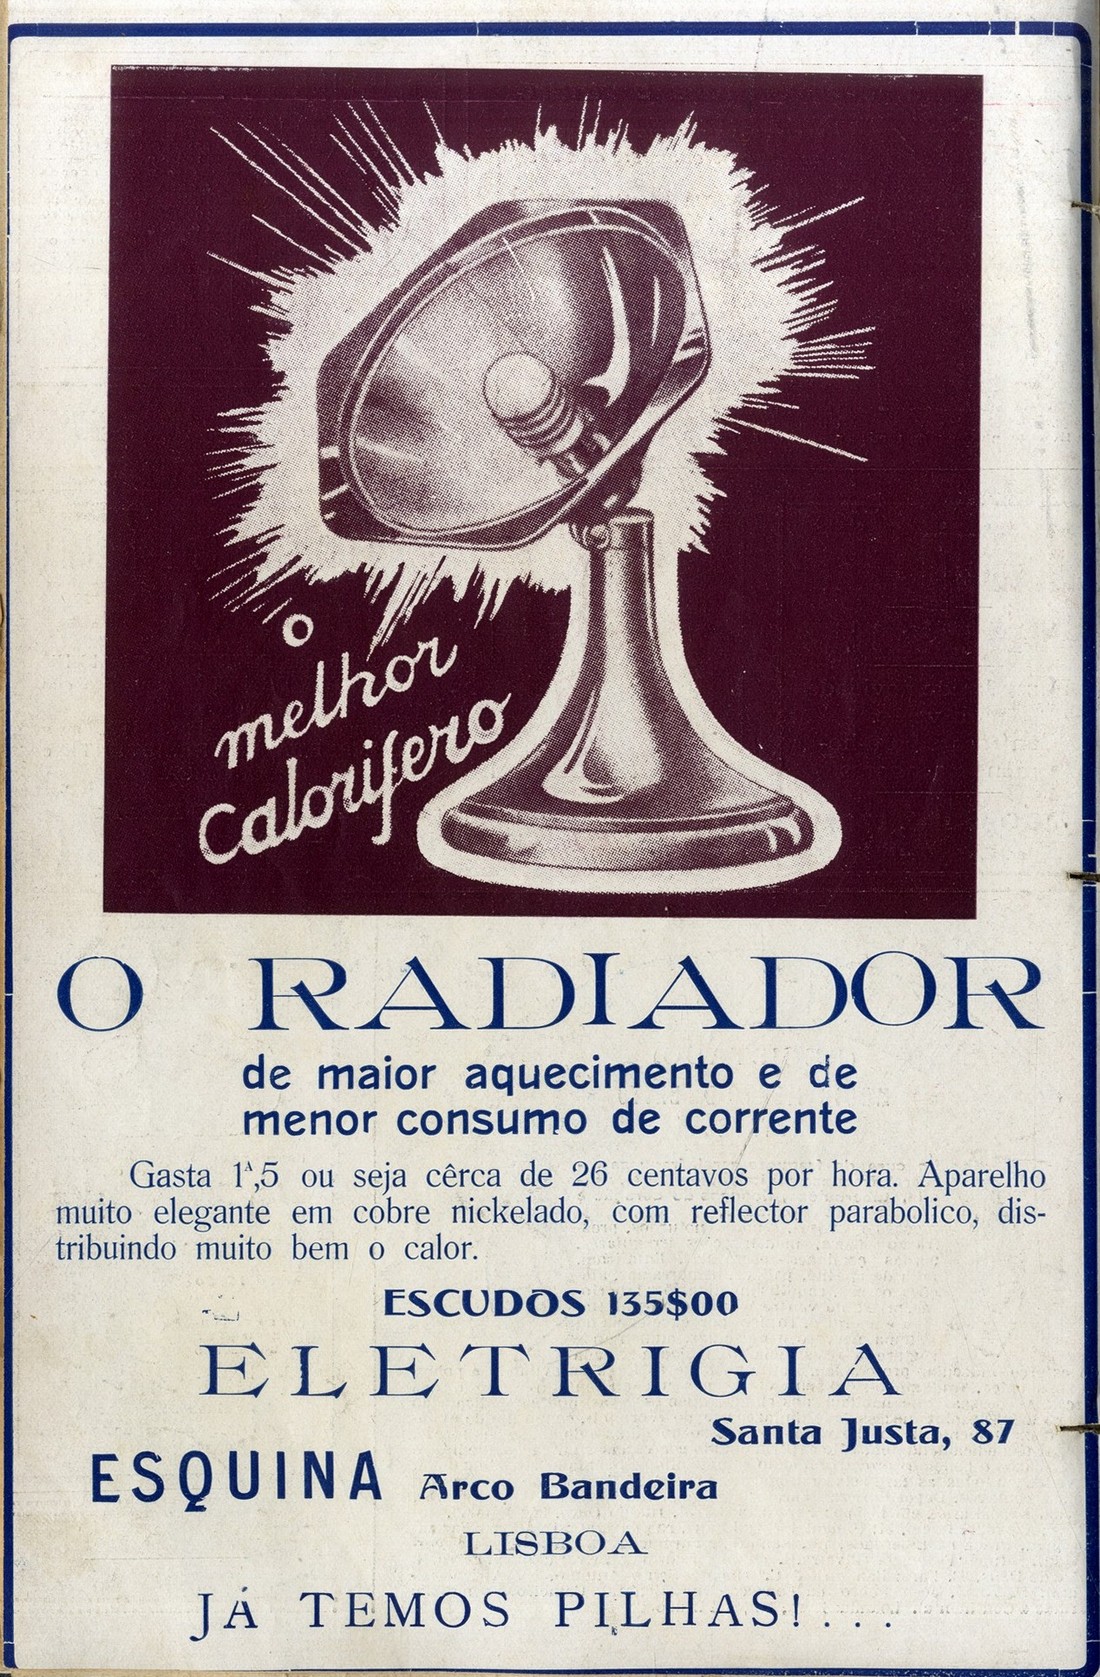 o
melhor
Calorifero
O RADIADOR
de maior aquecimento e de
menor consumo de corrente
Gasta 1ᴬ,5 ou seja cêrca de 26 centavos por hora. Aparelho
muito elegante em cobre nickelado, com reflector parabolico, dis-
tribuindo muito bem o calor.
ESCUDOS 135$00
ELETRIGIA
Santa Justa, 87
ESQUINA Arco Bandeira
LISBOA
JÁ TEMOS PILHAS!...